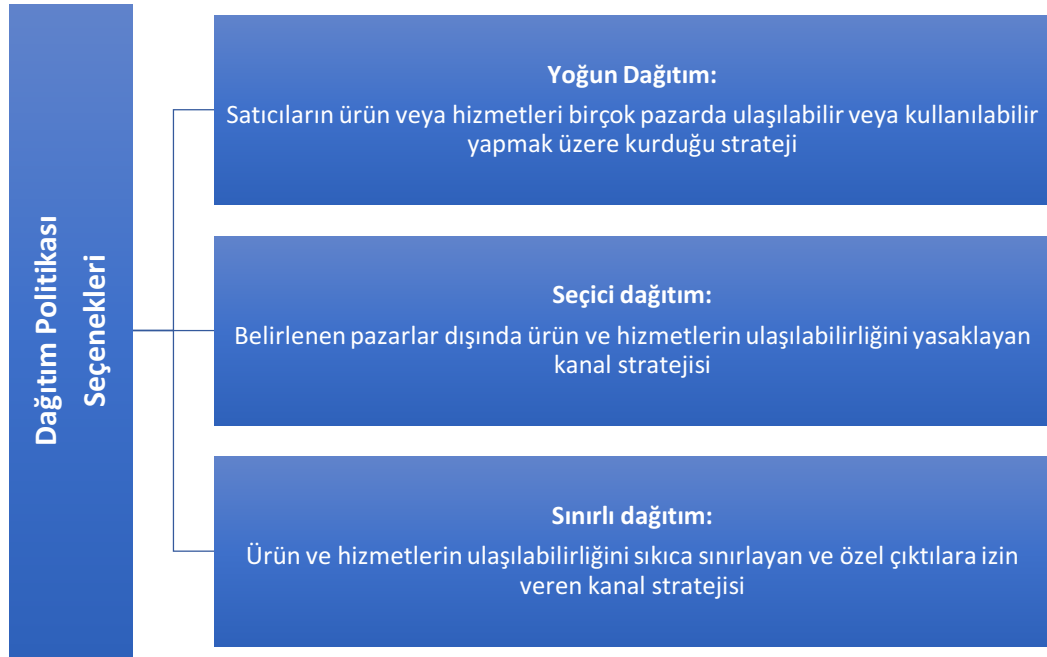 Dağıtım Politikası
Seçenekleri
Yoğun Dağıtım:
Satıcıların ürün veya hizmetleri birçok pazarda ulaşılabilir veya kullanılabilir
yapmak üzere kurduğu strateji
Seçici dağıtım:
Belirlenen pazarlar dışında ürün ve hizmetlerin ulaşılabilirliğini yasaklayan
kanal stratejisi
Sınırlı dağıtım:
Ürün ve hizmetlerin ulaşılabilirliğini sıkıca sınırlayan ve özel çıktılara izin
veren kanal stratejisi